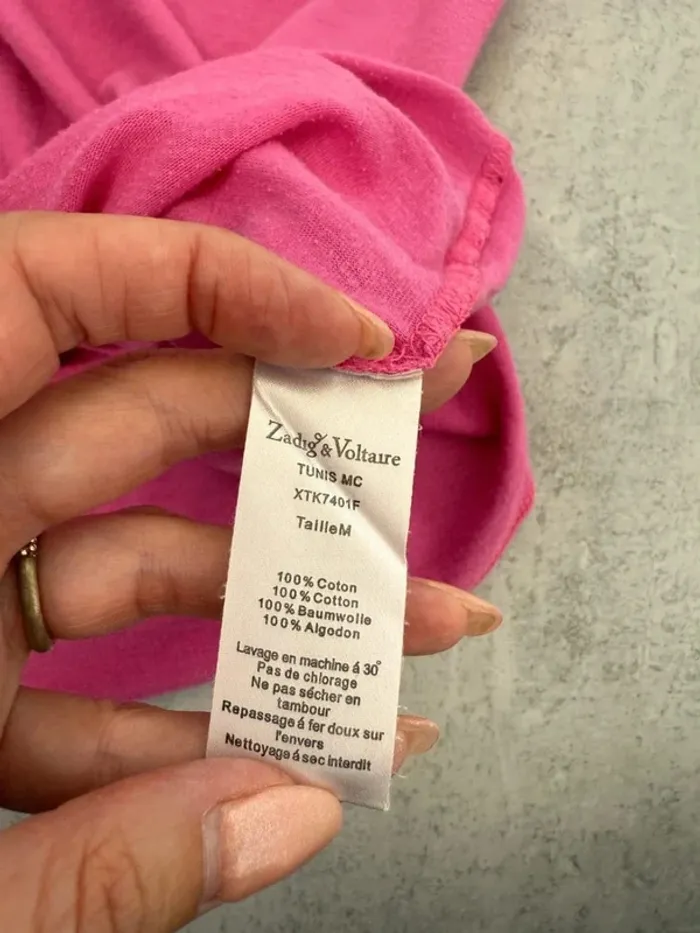 Zadig & Voltaire
TUNIS MC
XTK7401F
TailleM
100% Coton
100% Cotton
100% Baumwolle
100% Algodon
Lavage en machine á 30°
Pas de chlorage
Ne pas sécher en
tambour
Repassage á fer doux sur
l'envers
Nettoyage á sec interdit